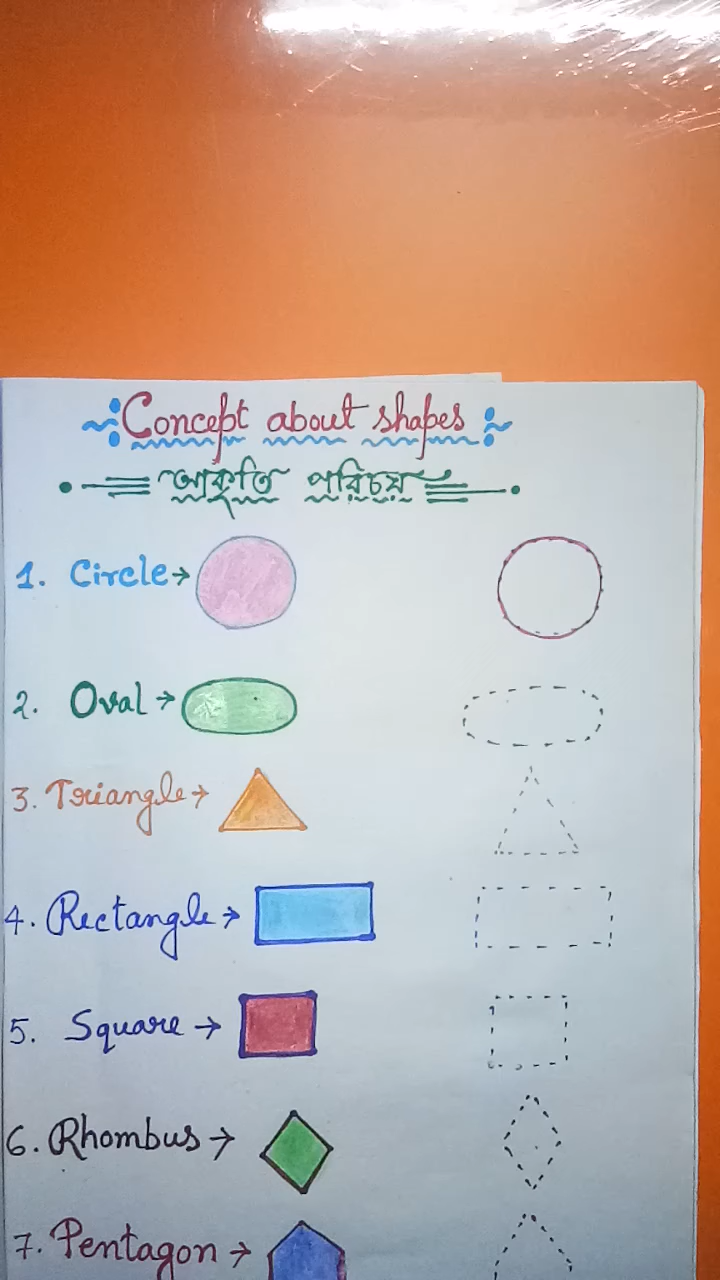 Concept about shapes
আকৃতি পরিচয়
1. Circle →
2. Oval →
3. Triangle →
4. Rectangle →
5. Square →
6. Rhombus →
7. Pentagon →